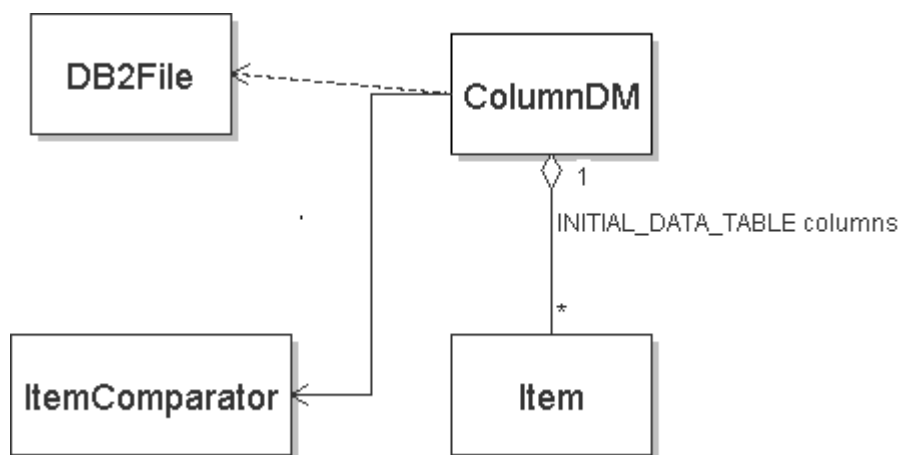 DB2File
ColumnDM
1
INITIAL_DATA_TABLE columns
*
ItemComparator
Item